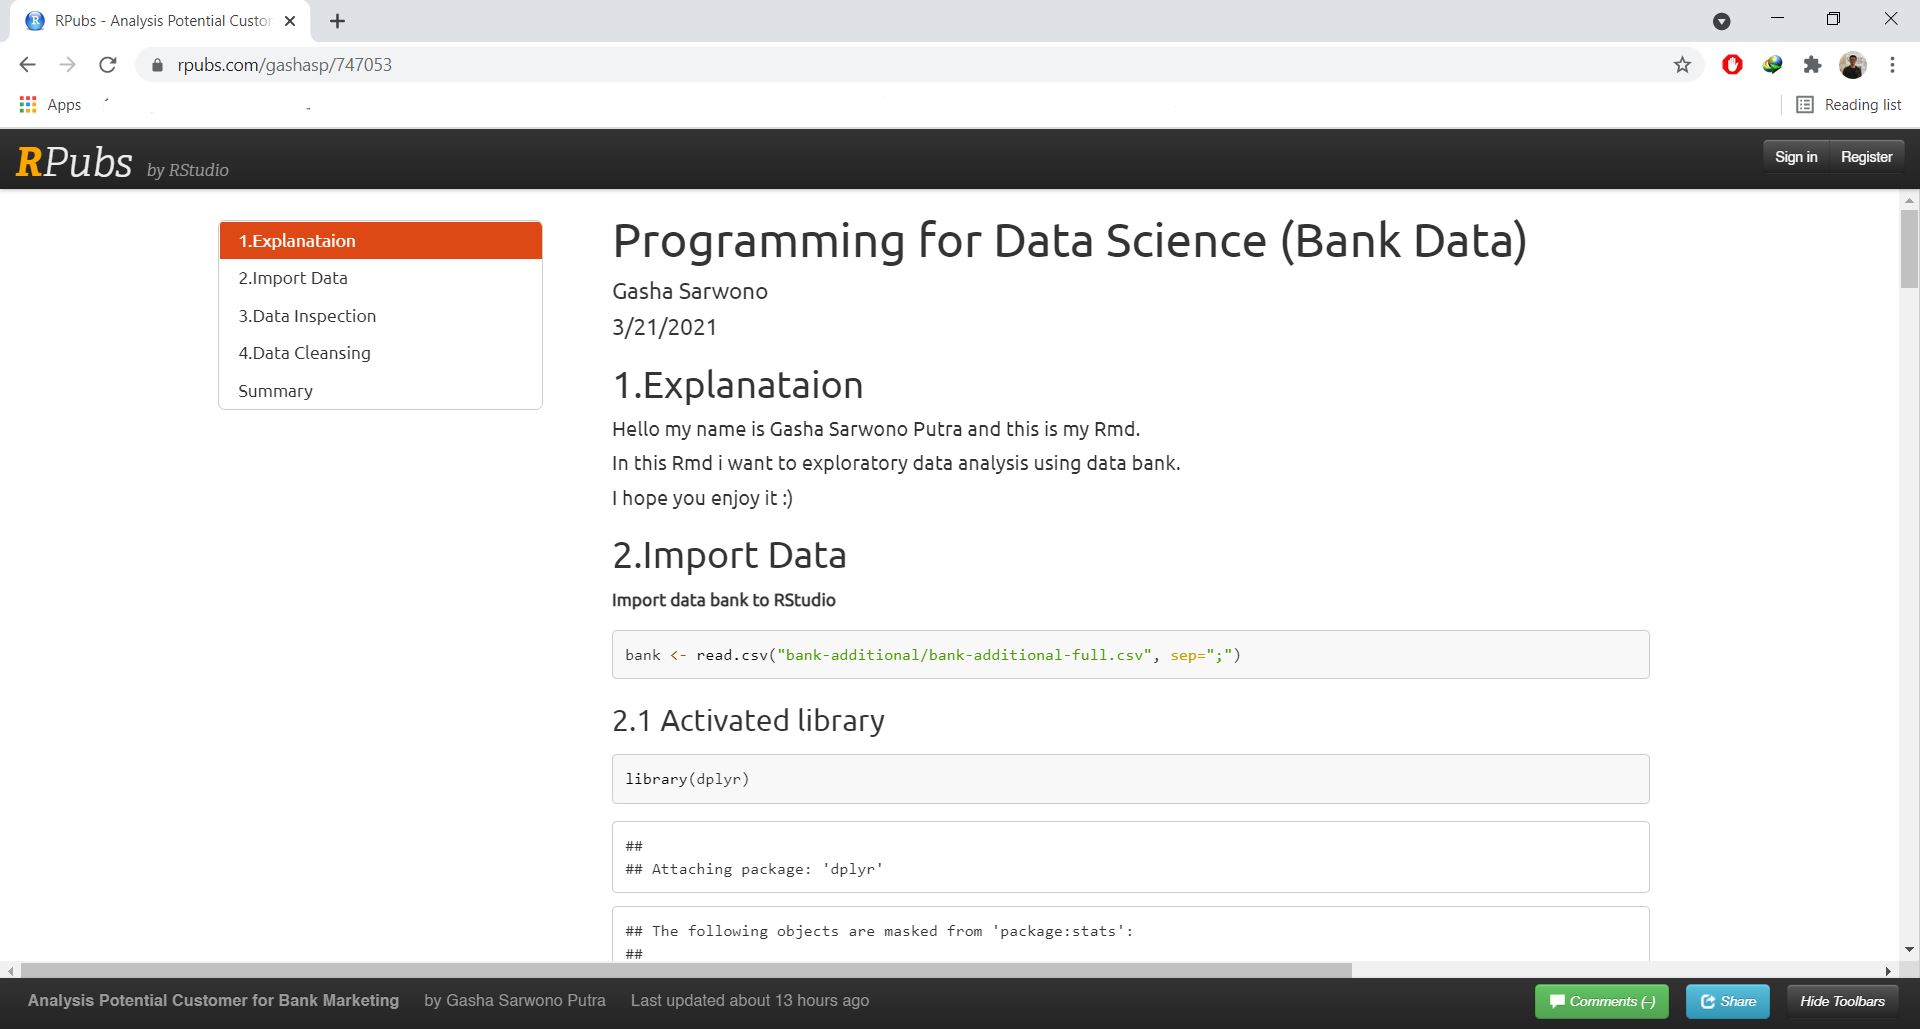 RPubs - Analysis Potential Custor
rpubs.com/gashasp/747053
Apps
Reading list
RPubs by RStudio
Sign in
Register
1.Explanataion
2.Import Data
3.Data Inspection
4.Data Cleansing
Summary
Programming for Data Science (Bank Data)
Gasha Sarwono
3/21/2021
1.Explanataion
Hello my name is Gasha Sarwono Putra and this is my Rmd.
In this Rmd i want to exploratory data analysis using data bank.
I hope you enjoy it :)
2.Import Data
Import data bank to RStudio
bank <- read.csv("bank-additional/bank-additional-full.csv", sep=";")
2.1 Activated library
library(dplyr)
##
## Attaching package: 'dplyr'
## The following objects are masked from 'package:stats':
##
Analysis Potential Customer for Bank Marketing by Gasha Sarwono Putra Last updated about 13 hours ago
Comments (–)
Share
Hide Toolbars